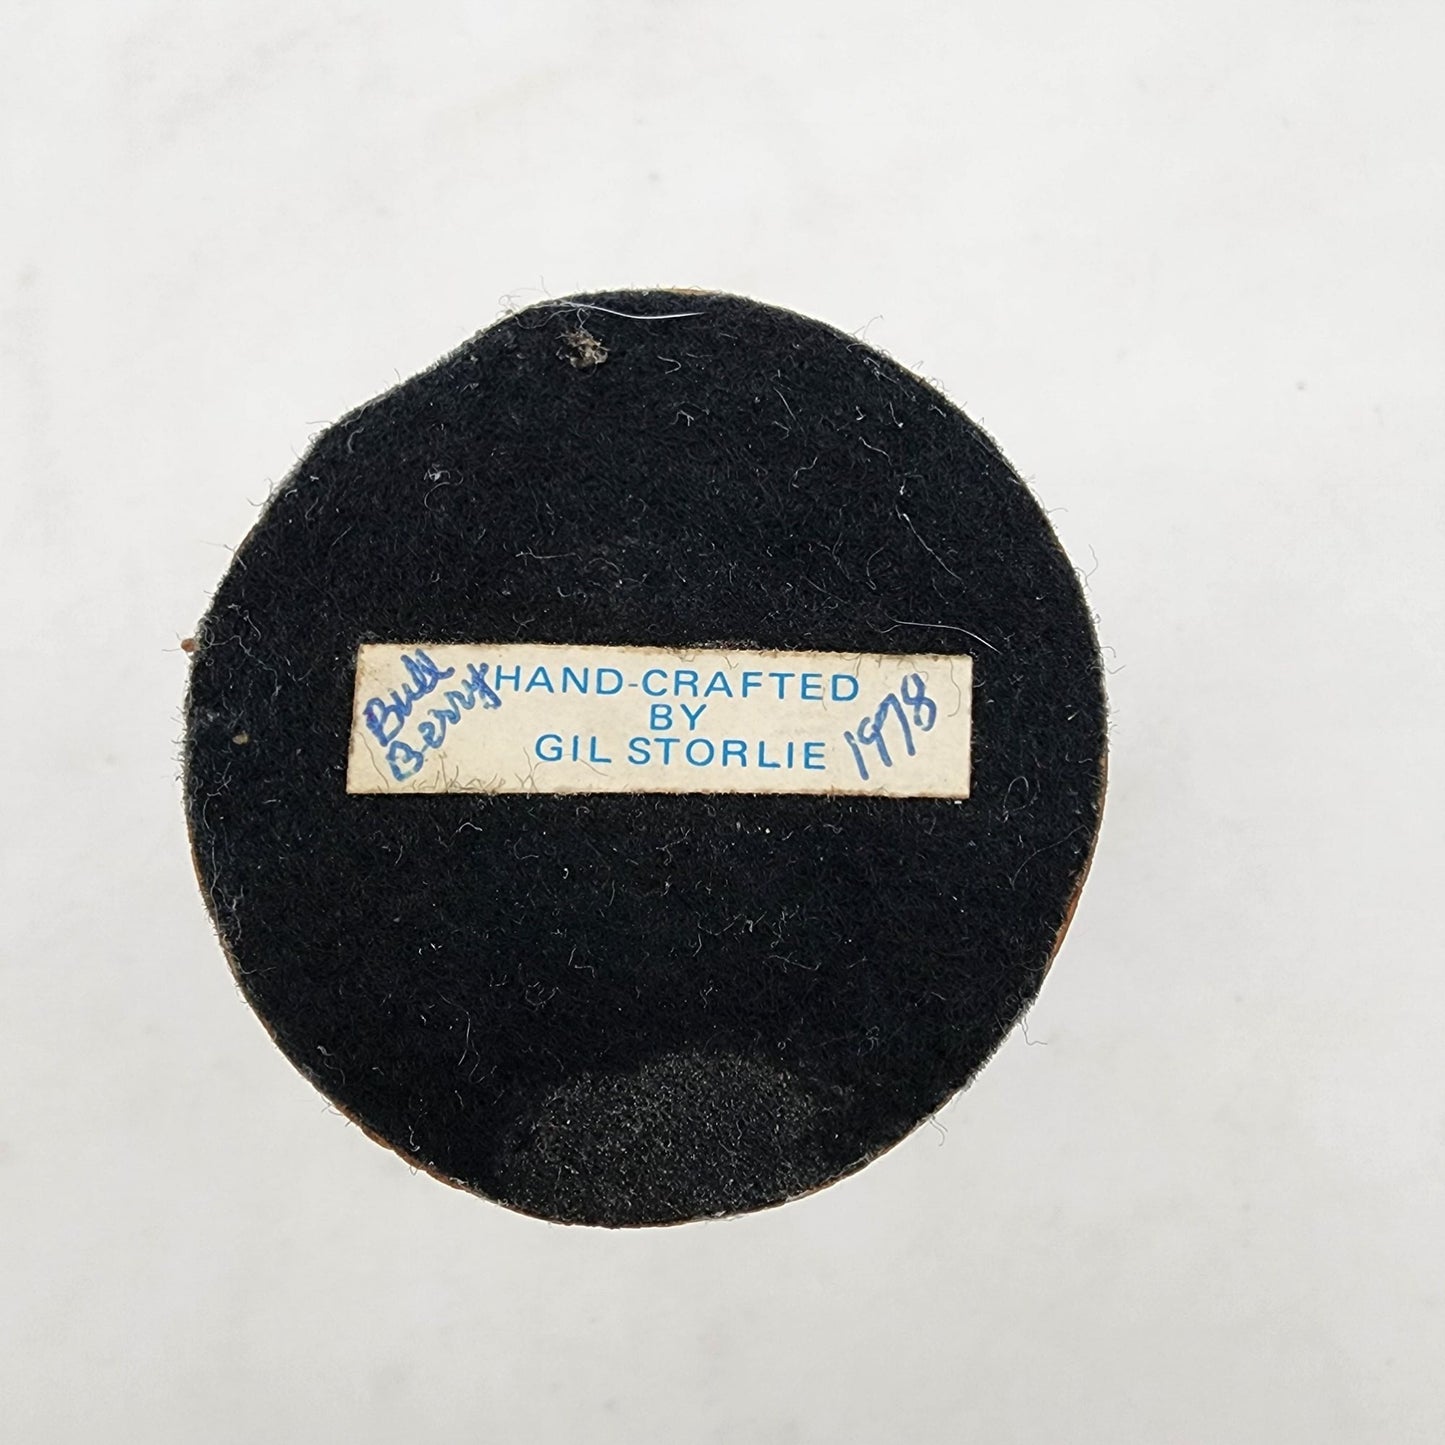 Bull
Berry
HAND-CRAFTED
BY
GIL STORLIE
1978